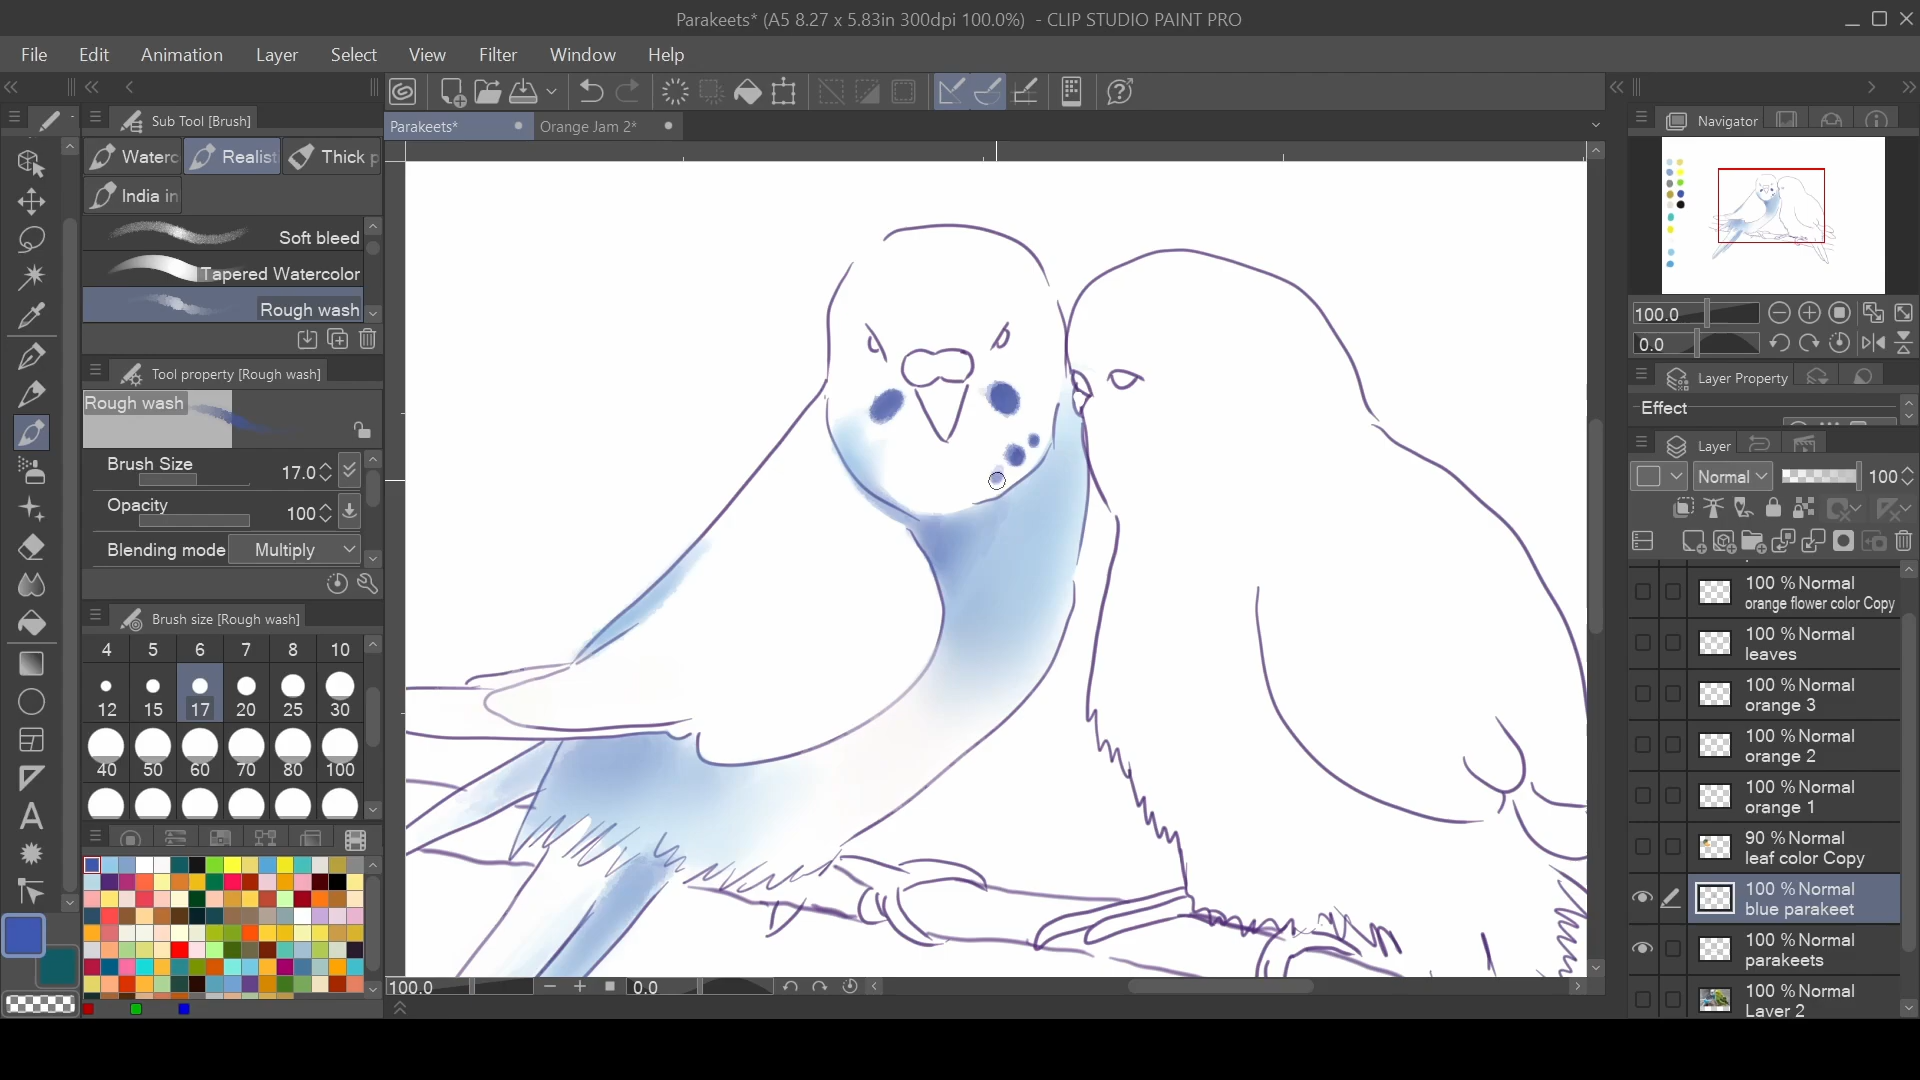 Parakeets* (A5 8.27 x 5.83in 300dpi 100.0%) - CLIP STUDIO PAINT PRO
File Edit Animation Layer Select View Filter Window Help
Sub Tool [Brush]
Parakeets* Orange Jam 2*
Waterc Realist Thick p
India in
Soft bleed
Tapered Watercolor
Rough wash
Tool property [Rough wash]
Rough wash
Brush Size 17.0
Opacity 100
Blending mode Multiply
Brush size [Rough wash]
4 5 6 7 8 10
12 15 17 20 25 30
40 50 60 70 80 100
100.0 0.0
Navigator
100.0
0.0
Layer Property
Effect
Layer
Normal 100
100 % Normal
orange flower color Copy
100 % Normal
leaves
100 % Normal
orange 3
100 % Normal
orange 2
100 % Normal
orange 1
90 % Normal
leaf color Copy
100 % Normal
blue parakeet
100 % Normal
parakeets
100 % Normal
Layer 2